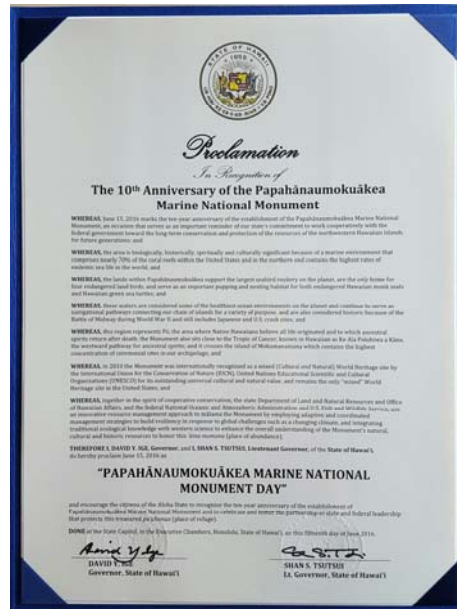 STATE OF HAWAII
1959
Proclamation
In Recognition of
The 10th Anniversary of the Papahānaumokuākea
Marine National Monument
WHEREAS, June 15, 2016 marks the ten-year anniversary of the establishment of the Papahānaumokuākea Marine National
Monument, an occasion that serves as an important reminder of our state's commitment to work cooperatively with the
federal government toward the long-term conservation and protection of the resources of the northwestern Hawaiian Islands
for future generations; and
WHEREAS, the area is biologically, historically, spiritually and culturally significant because of a marine environment that
comprises nearly 70% of the coral reefs within the United States and in the northern and contains the highest rates of
endemic sea life in the world; and
WHEREAS, the lands within Papahānaumokuākea support the largest seabird rookery on the planet, are the only home for
four endangered land birds, and serve as an important pupping and nesting habitat for both endangered Hawaiian monk seals
and Hawaiian green sea turtles; and
WHEREAS, these waters are considered some of the healthiest ocean environments on the planet and continue to serve as
navigational pathways connecting our chain of islands for a variety of purpose, and are also considered historic because of the
Battle of Midway during World War II and still includes Japanese and U.S. crash sites; and
WHEREAS, this region represents Pō, the area where Native Hawaiians believe all life originated and to which ancestral
spirits return after death. The Monument also sits close to the Tropic of Cancer, known in Hawaiian as Ke Ala Polohiwa a Kāne,
the westward pathway for ancestral spirits; and it crosses the island of Mokumanamana which contains the highest
concentration of ceremonial sites in our archipelago; and
WHEREAS, in 2010 the Monument was internationally recognized as a mixed (Cultural and Natural) World Heritage site by
the International Union for the Conservation of Nature (IUCN), United Nations Educational Scientific and Cultural
Organizations (UNESCO) for its outstanding universal cultural and natural value, and remains the only "mixed" World
Heritage site in the United States; and
WHEREAS, together in the spirit of cooperative conservation, the state Department of Land and Natural Resources and Office
of Hawaiian Affairs, and the federal National Oceanic and Atmospheric Administration and U.S. Fish and Wildlife Service, use
an innovative resource management approach to mālama the Monument by employing adaptive and coordinated
management strategies to build resiliency in response to global challenges such as a changing climate, and integrating
traditional ecological knowledge with western science to enhance the overall understanding of the Monument's natural,
cultural and historic resources to honor this ʻāina momona (place of abundance);
THEREFORE I, DAVID Y. IGE, Governor, and I, SHAN S. TSUTSUI, Lieutenant Governor, of the State of Hawai'i,
do hereby proclaim June 15, 2016 as
"PAPAHĀNAUMOKUĀKEA MARINE NATIONAL
MONUMENT DAY"
and encourage the citizens of the Aloha State to recognize the ten year anniversary of the establishment of
Papahānaumokuākea Marine National Monument and to celebrate and honor the partnership of state and federal leadership
that protects this treasured puʻuhonua (place of refuge).
DONE at the State Capitol, in the Executive Chambers, Honolulu, State of Hawai'i, on this fifteenth day of June 2016.
DAVID Y. IGE
Governor, State of Hawai'i
SHAN S. TSUTSUI
Lt. Governor, State of Hawai'i